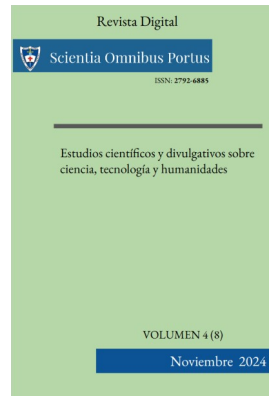 Revista Digital
Scientia Omnibus Portus
ISSN: 2792-6885
Estudios científicos y divulgativos sobre
ciencia, tecnología y humanidades
VOLUMEN 4 (8)
Noviembre 2024